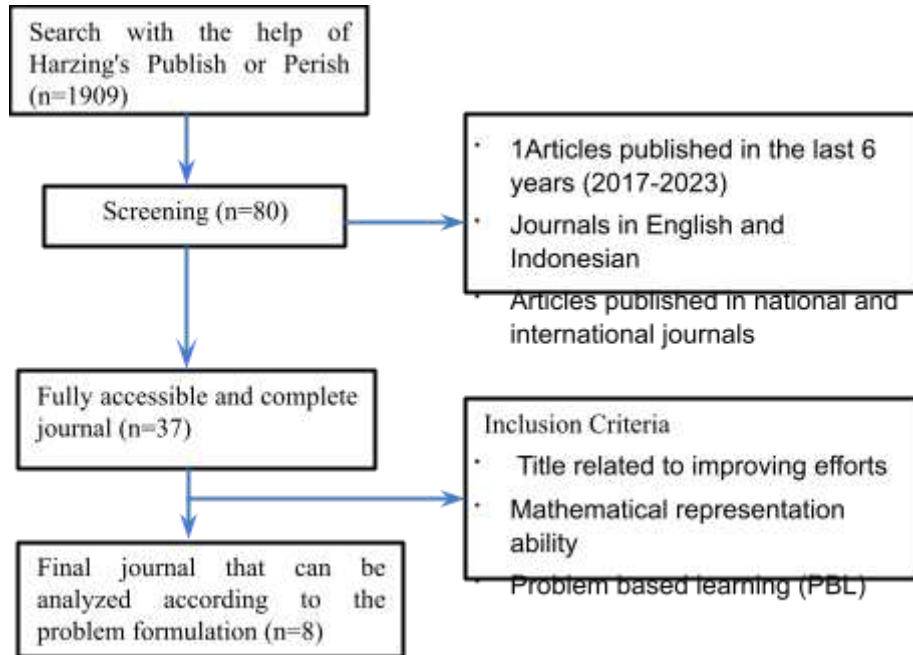 Search with the help of
Harzing's Publish or Perish
(n=1909)
Screening (n=80)
· 1Articles published in the last 6
years (2017-2023)
· Journals in English and
Indonesian
· Articles published in national and
international journals
Fully accessible and complete
journal (n=37)
Inclusion Criteria
· Title related to improving efforts
· Mathematical representation
ability
· Problem based learning (PBL)
Final journal that can be
analyzed according to the
problem formulation (n=8)